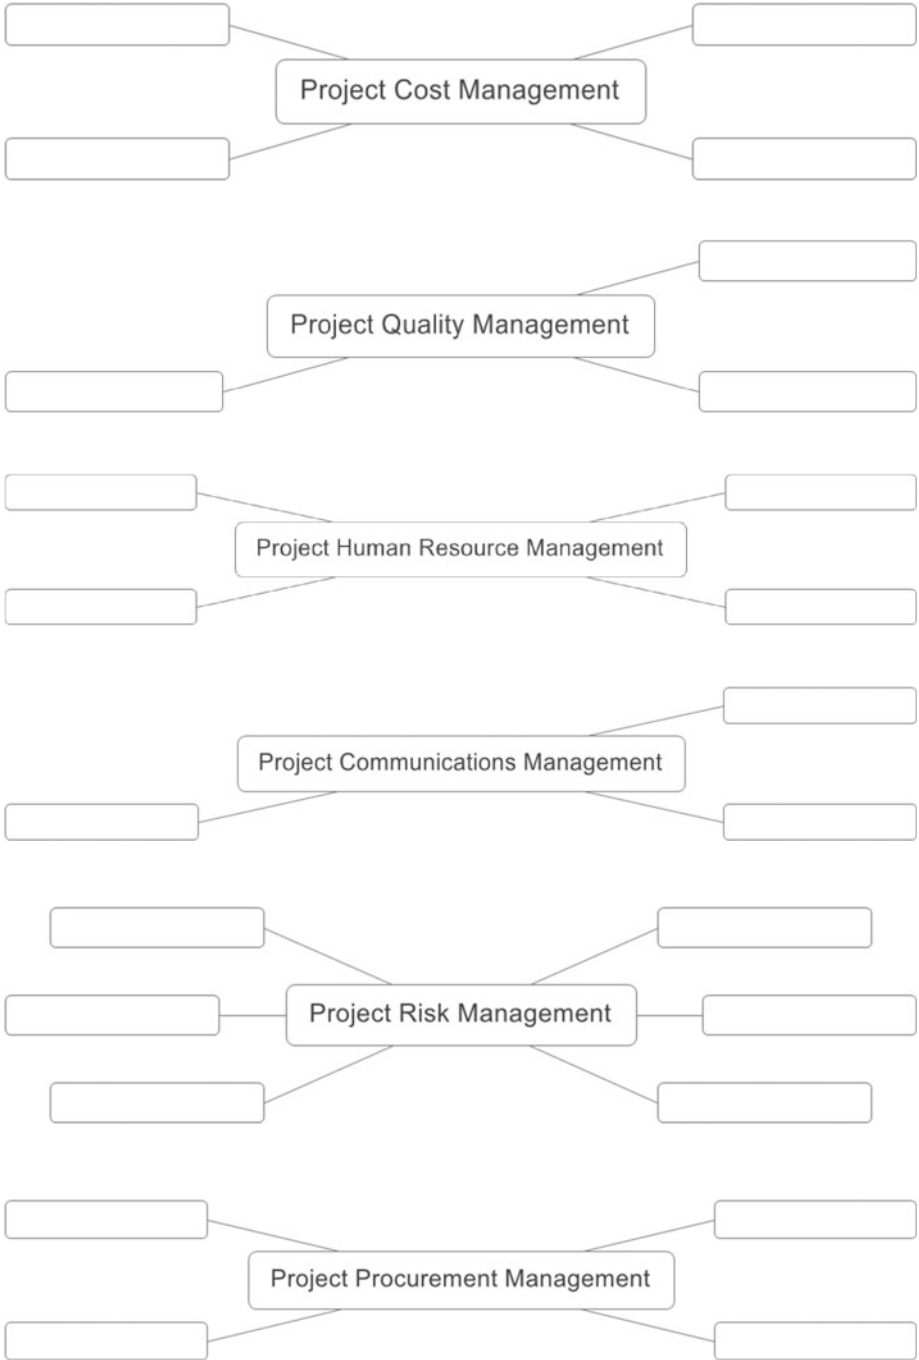 Project Cost Management
Project Quality Management
Project Human Resource Management
Project Communications Management
Project Risk Management
Project Procurement Management